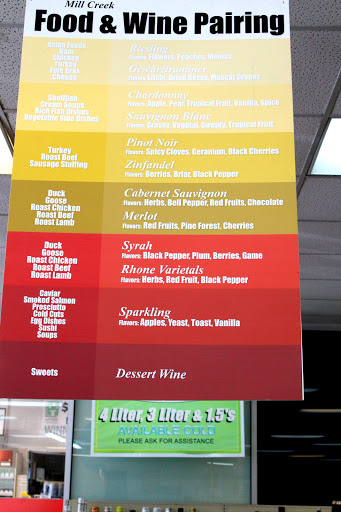 Mill Creek
Food & Wine Pairing
Asian Foods
Ham
Chicken
Turkey
Foie Gras
Cheese
Riesling
Flavors: Flowers, Peaches, Melons
Gewurztraminer
Flavors: Litchi, Dried Roses, Muscat Grapes
Shellfish
Cream Soups
Rich Fish Dishes
Vegetable Side Dishes
Chardonnay
Flavors: Apple, Pear, Tropical Fruit, Vanilla, Spice
Sauvignon Blanc
Flavors: Grassy, Vegetal, Sweaty, Tropical Fruit
Turkey
Roast Beef
Sausage Stuffing
Pinot Noir
Flavors: Spicy Cloves, Geranium, Black Cherries
Zinfandel
Flavors: Berries, Briar, Black Pepper
Duck
Goose
Roast Chicken
Roast Beef
Roast Lamb
Cabernet Sauvignon
Flavors: Herbs, Bell Pepper, Red Fruits, Chocolate
Merlot
Flavors: Red Fruits, Pine Forest, Cherries
Duck
Goose
Roast Chicken
Roast Beef
Roast Lamb
Syrah
Flavors: Black Pepper, Plum, Berries, Game
Rhone Varietals
Flavors: Herbs, Red Fruit, Black Pepper
Caviar
Smoked Salmon
Prosciutto
Cold Cuts
Egg Dishes
Sushi
Soups
Sparkling
Flavors: Apples, Yeast, Toast, Vanilla
Sweets
Dessert Wine
4 Liter, 3 Liter & 1.5's
AVAILABLE COLD
PLEASE ASK FOR ASSISTANCE